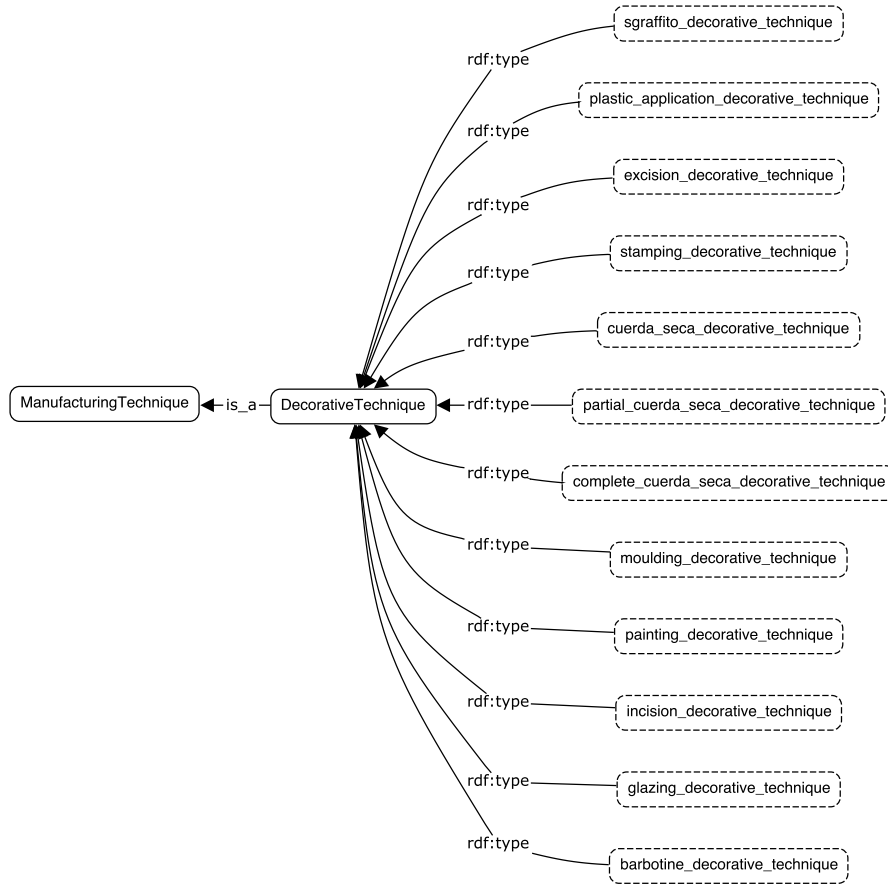 sgraffito_decorative_technique
rdf:type
plastic_application_decorative_technique
rdf:type
excision_decorative_technique
rdf:type
stamping_decorative_technique
rdf:type
cuerda_seca_decorative_technique
rdf:type
ManufacturingTechnique is_a DecorativeTechnique rdf:type partial_cuerda_seca_decorative_technique
rdf:type
complete_cuerda_seca_decorative_technique
rdf:type
moulding_decorative_technique
rdf:type
painting_decorative_technique
rdf:type
incision_decorative_technique
rdf:type
glazing_decorative_technique
rdf:type
barbotine_decorative_technique